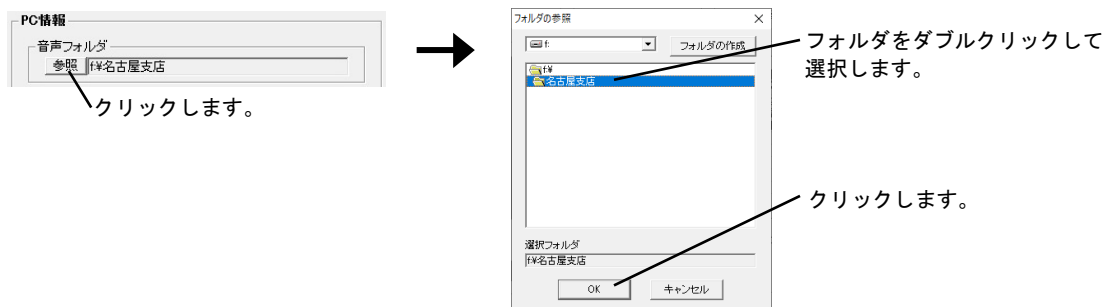 PC情報
音声フォルダ
参照 f:¥名古屋支店
クリックします。
フォルダの参照
f:
フォルダの作成
f:¥
名古屋支店
選択フォルダ
f:¥名古屋支店
OK キャンセル
フォルダをダブルクリックして
選択します。
クリックします。